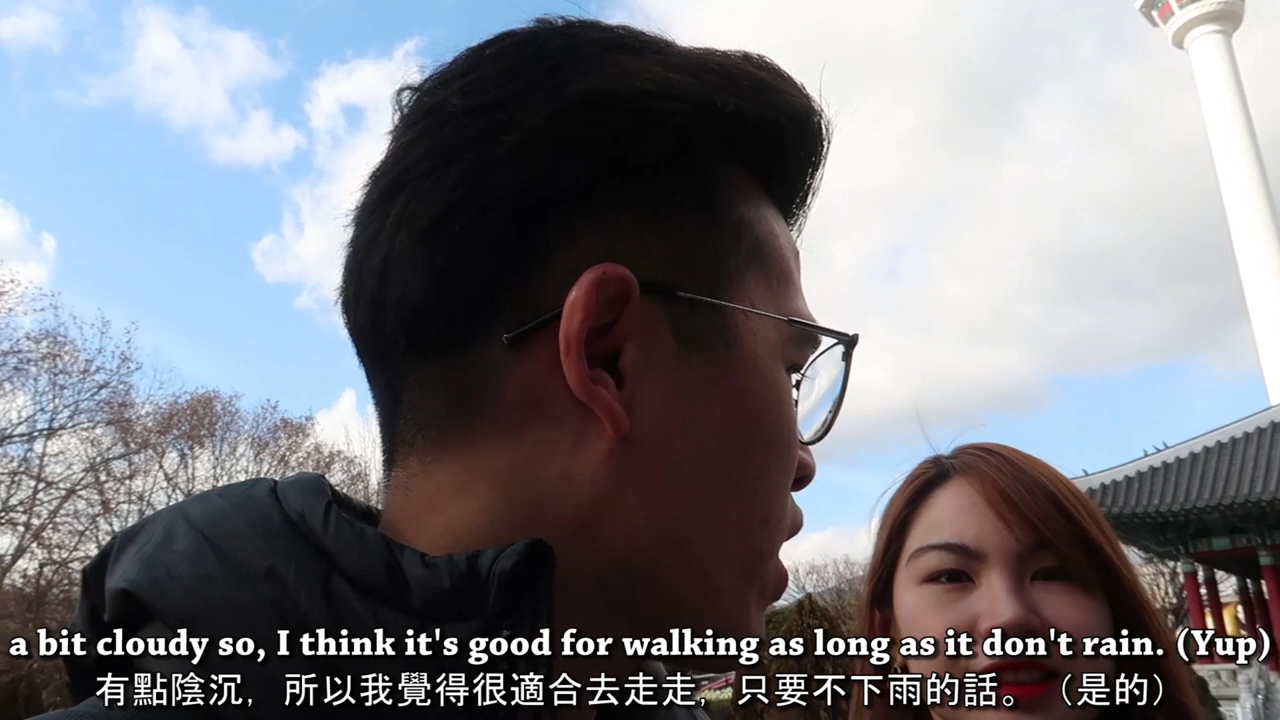 a bit cloudy so, I think it's good for walking as long as it don't rain. (Yup)
有點陰沉，所以我覺得很適合去走走，只要不下雨的話。（是的）